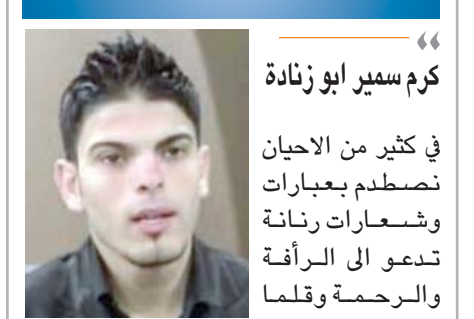 “
كرم سمير ابو زنادة
في كثير من الاحيان
نصطدم بعبارات
وشعارات رنانة
تدعو الى الرأفة
والرحمة وقلما